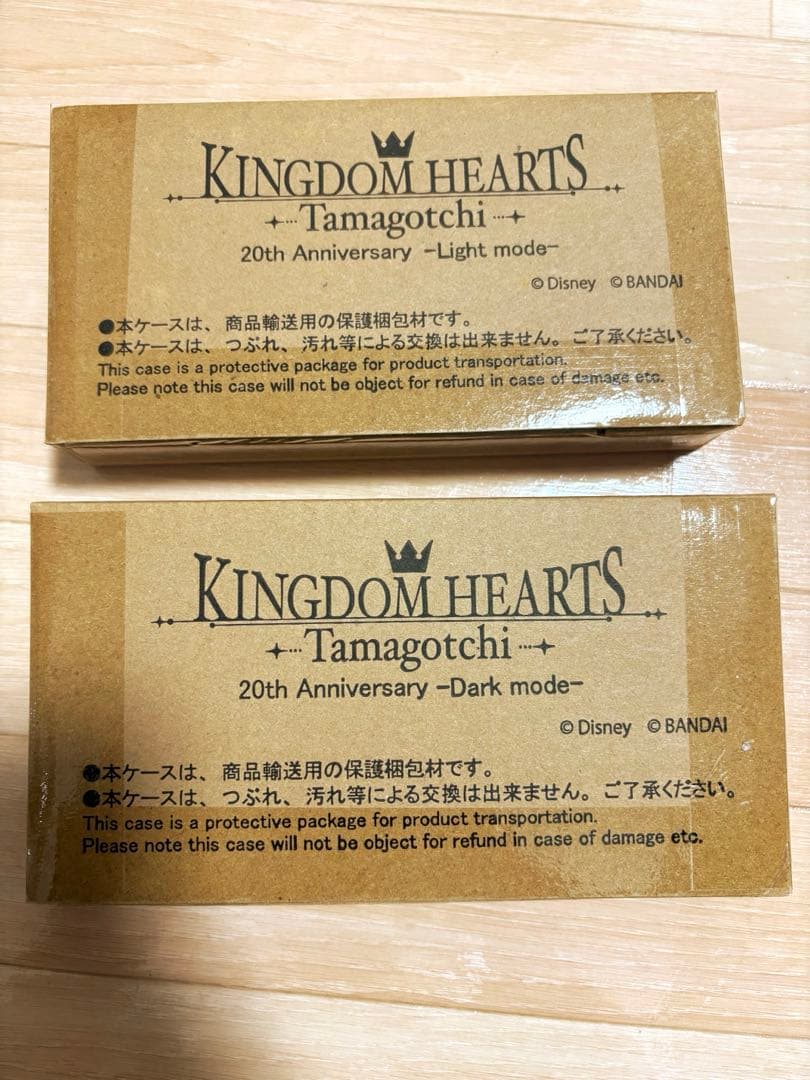 KINGDOM HEARTS
Tamagotchi
20th Anniversary -Light mode-
© Disney © BANDAI
●本ケースは、商品輸送用の保護梱包材です。
●本ケースは、つぶれ、汚れ等による交換は出来ません。ご了承ください。
This case is a protective package for product transportation.
Please note this case will not be object for refund in case of damage etc.
KINGDOM HEARTS
Tamagotchi
20th Anniversary -Dark mode-
© Disney © BANDAI
●本ケースは、商品輸送用の保護梱包材です。
●本ケースは、つぶれ、汚れ等による交換は出来ません。ご了承ください。
This case is a protective package for product transportation.
Please note this case will not be object for refund in case of damage etc.